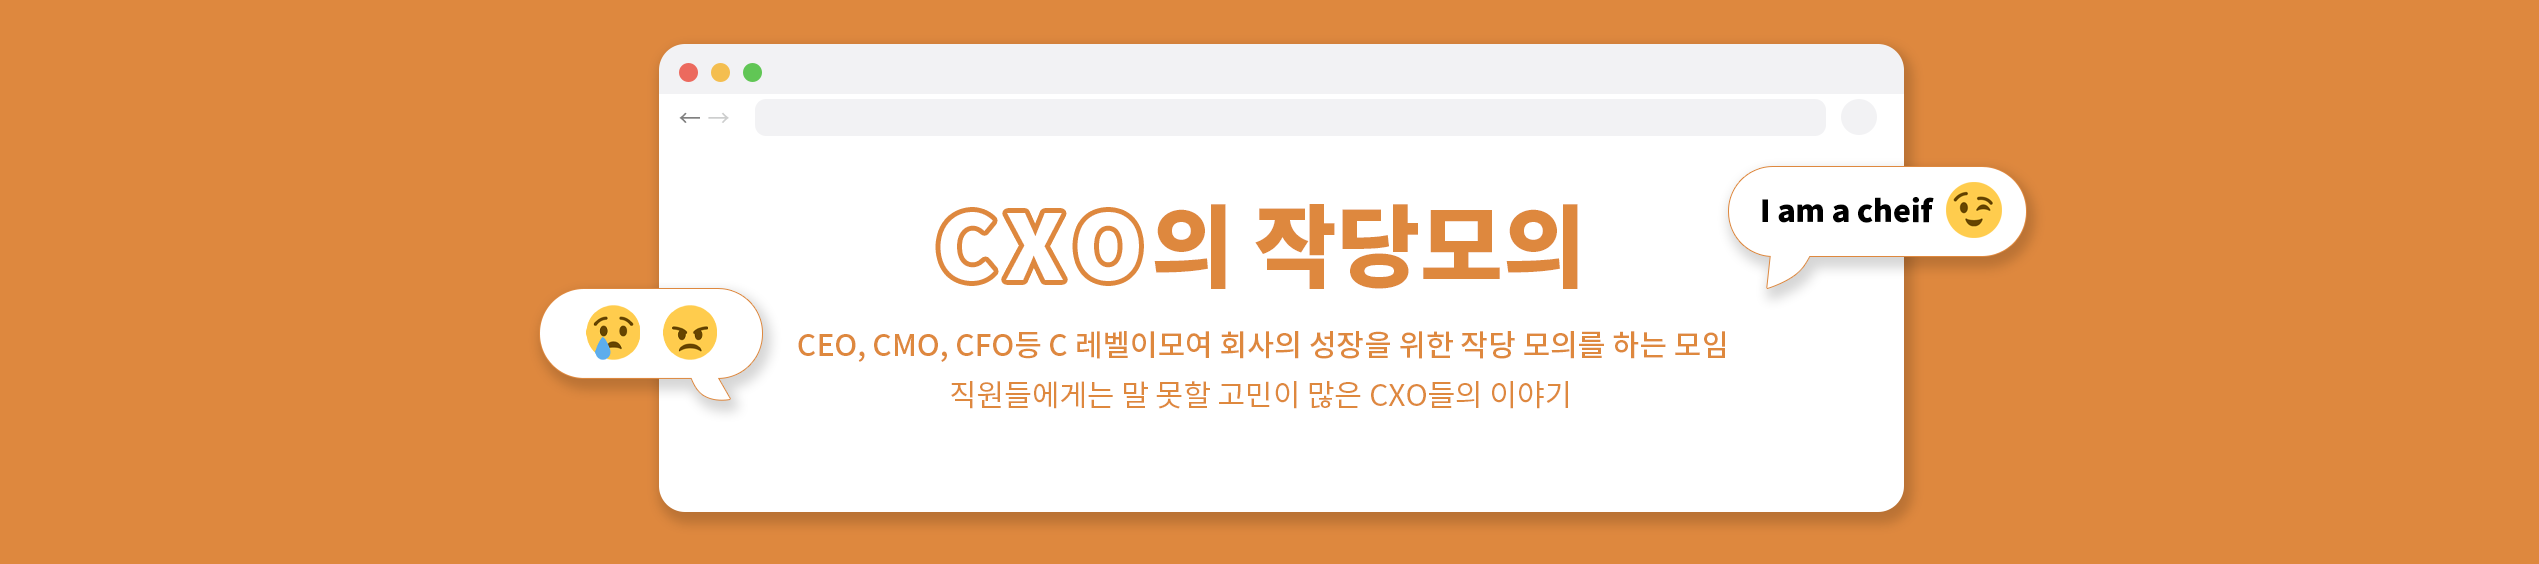 CXO의 작당모의
I am a cheif
CEO, CMO, CFO등 C 레벨이모여 회사의 성장을 위한 작당 모의를 하는 모임
직원들에게는 말 못할 고민이 많은 CXO들의 이야기